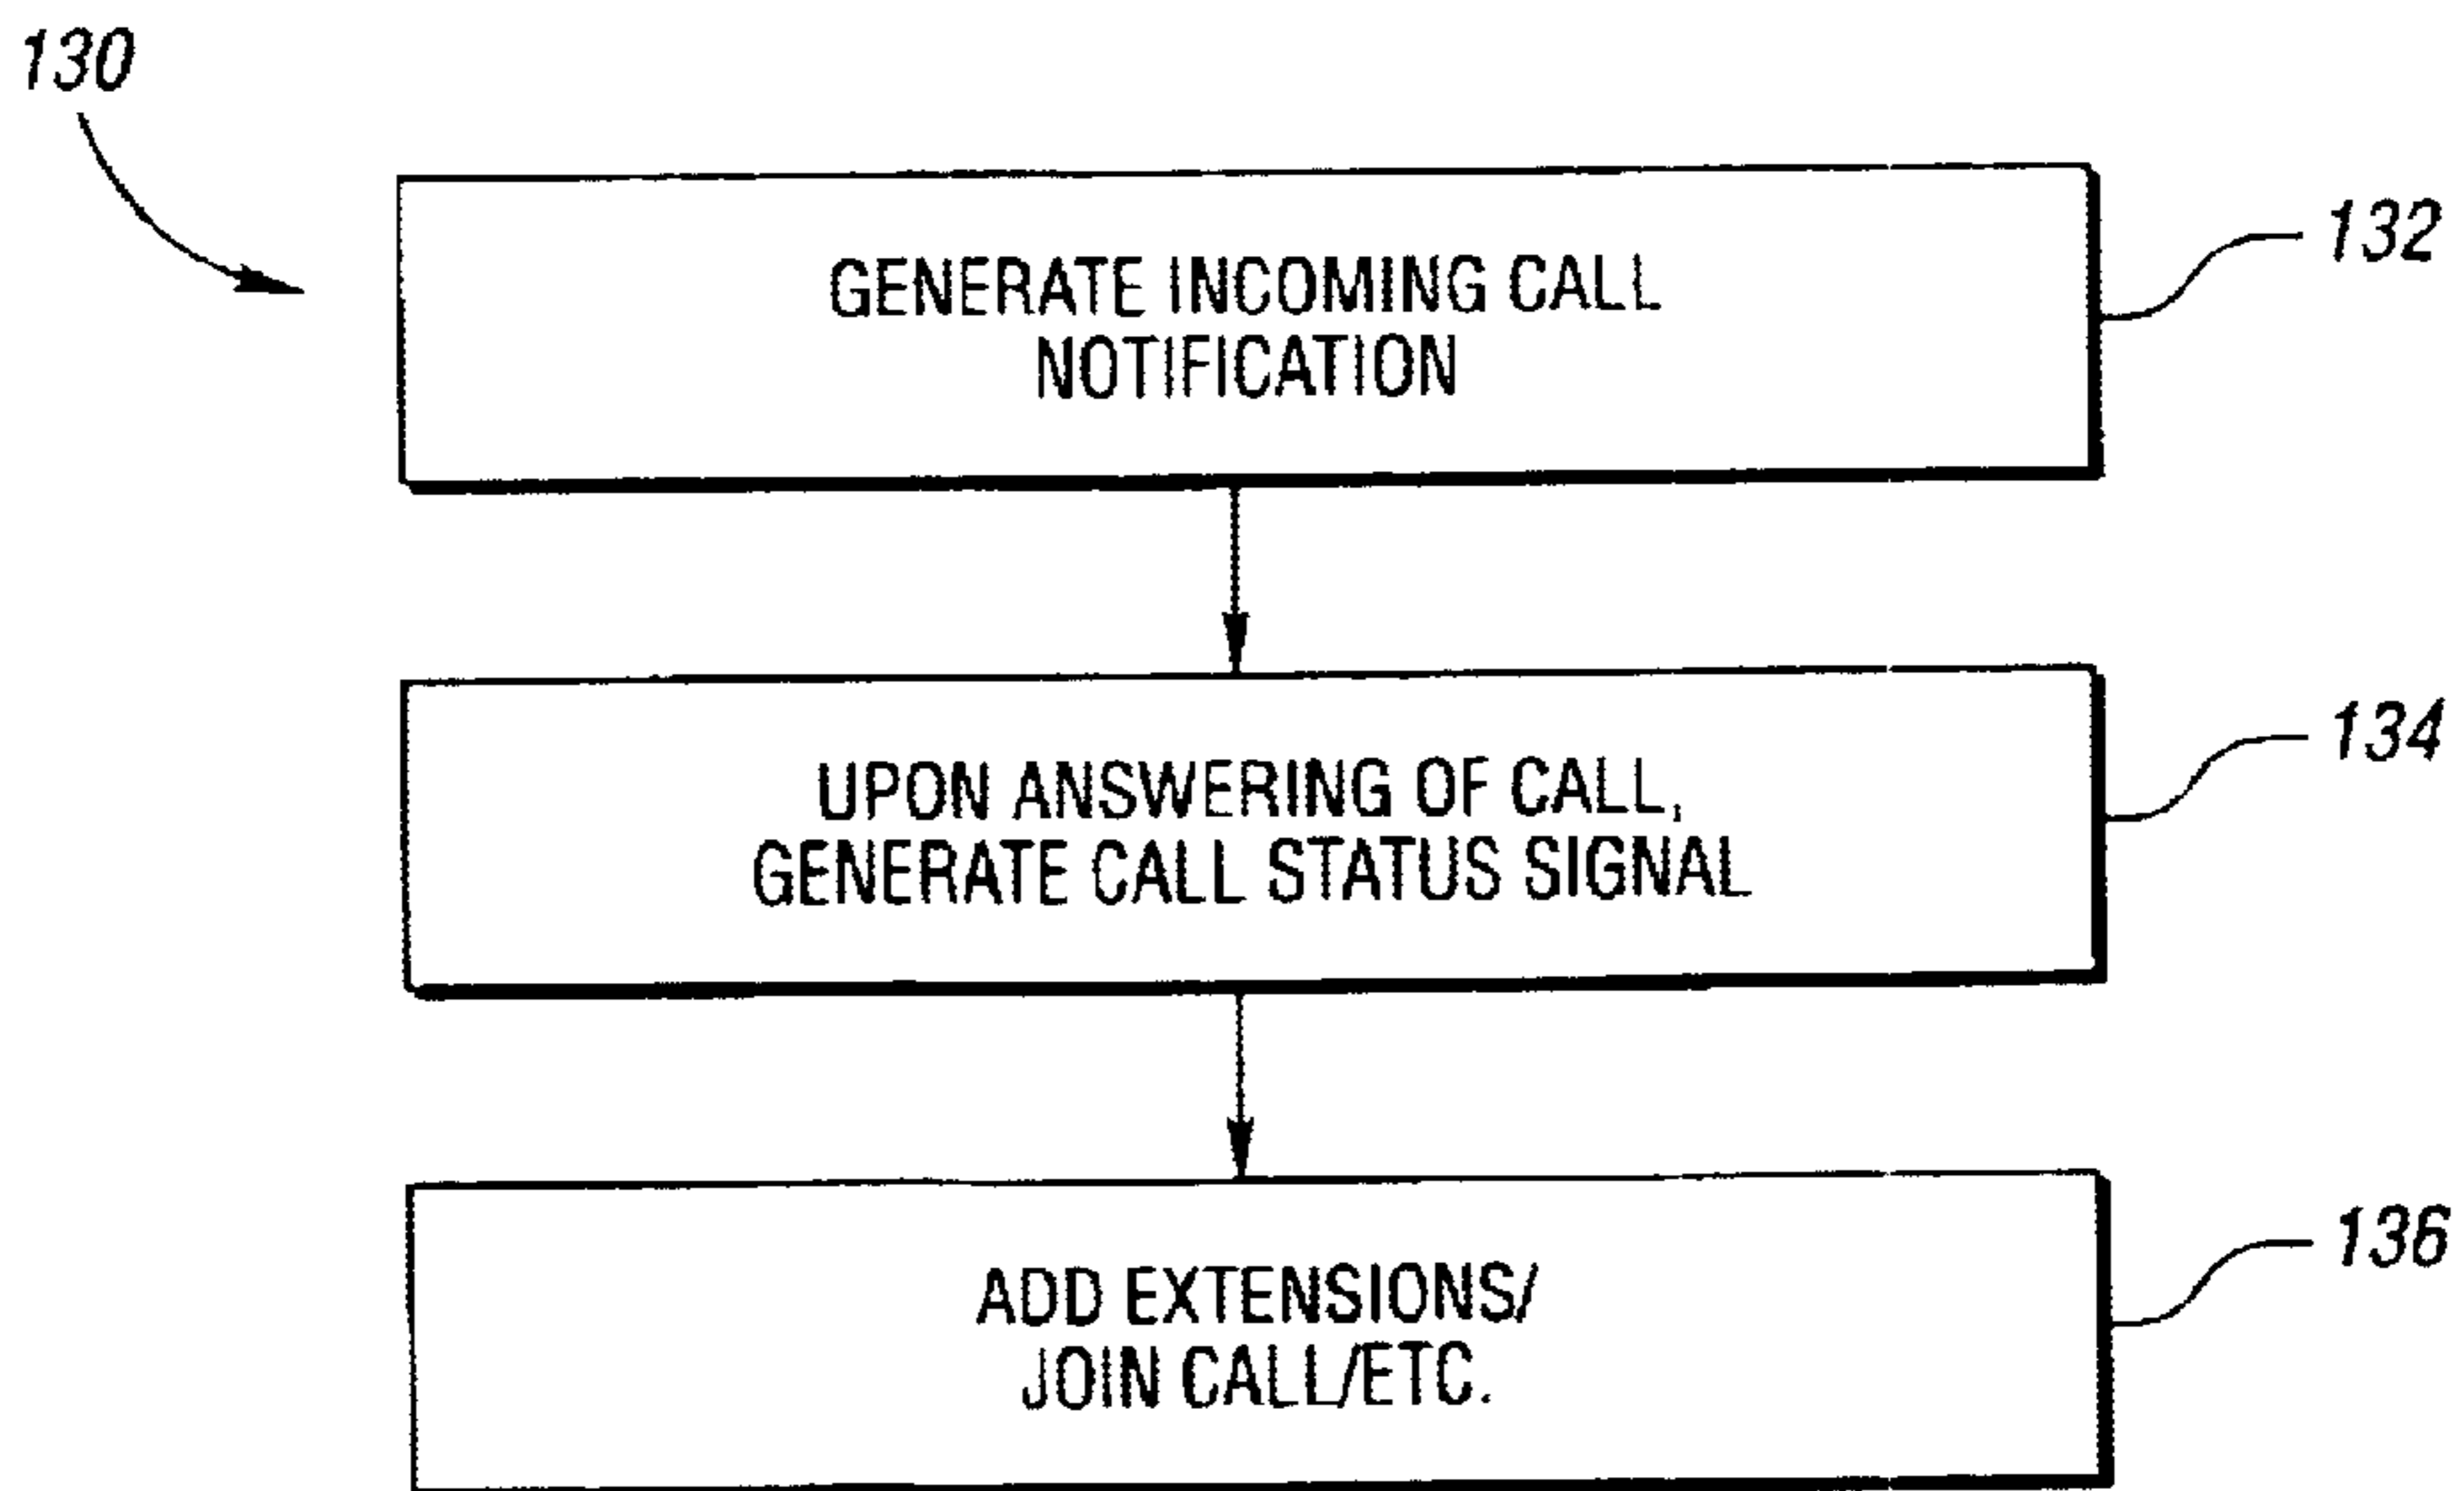 130
GENERATE INCOMING CALL
NOTIFICATION
132
UPON ANSWERING OF CALL,
GENERATE CALL STATUS SIGNAL
134
ADD EXTENSIONS/
JOIN CALL/ETC.
136